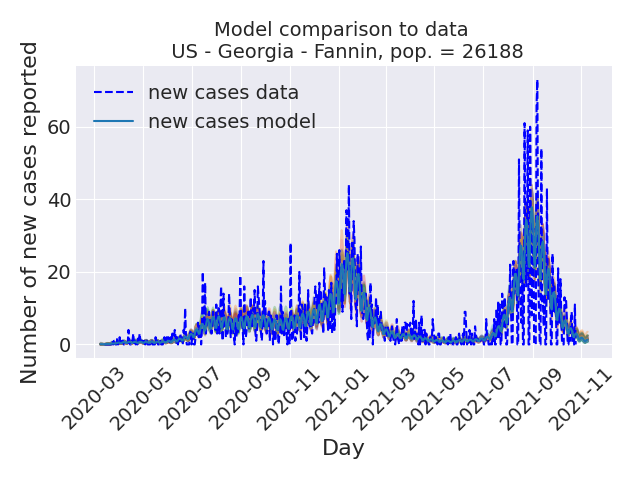 Model comparison to data
US - Georgia - Fannin, pop. = 26188
new cases data
new cases model
Number of new cases reported
60
40
20
0
2020-03
2020-05
2020-07
2020-09
2020-11
2021-01
2021-03
2021-05
2021-07
2021-09
2021-11
Day